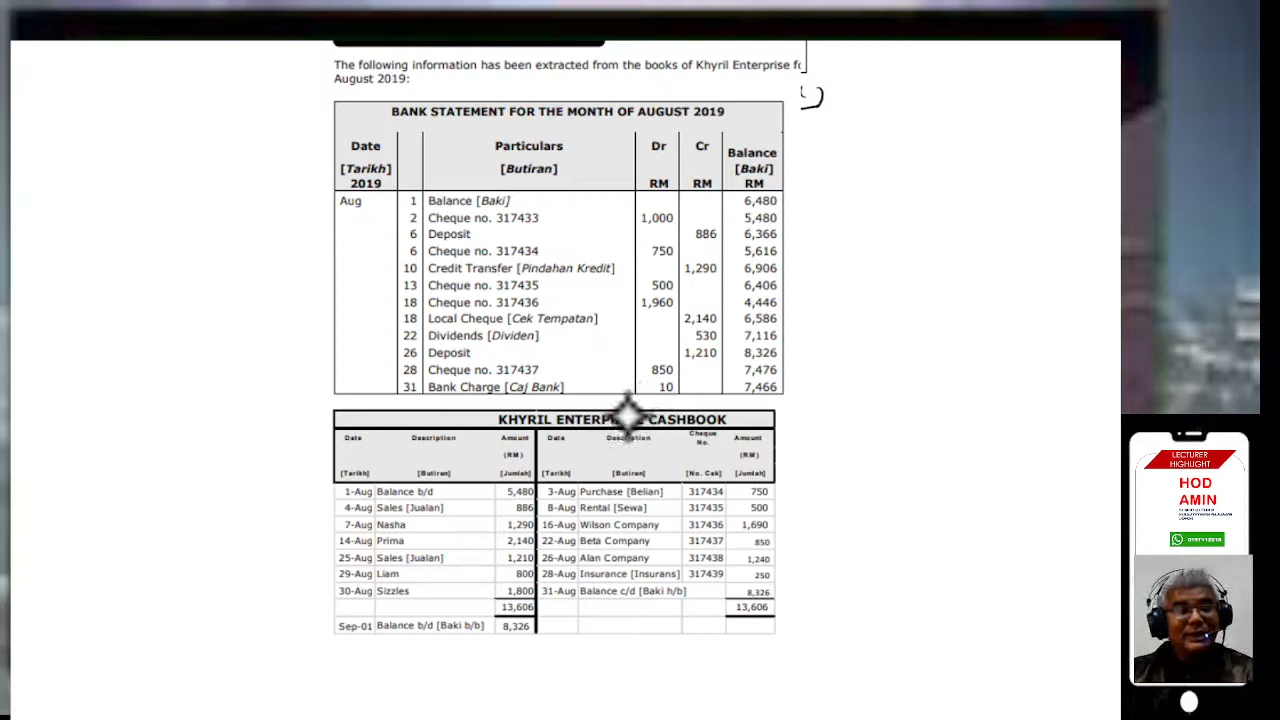 The following information has been extracted from the books of Khyril Enterprise fo
August 2019:
BANK STATEMENT FOR THE MONTH OF AUGUST 2019
Date [Tarikh] 2019 Particulars [Butiran] Dr RM Cr RM Balance [Baki] RM
Aug 1 Balance [Baki] 6,480
2 Cheque no. 317433 1,000 5,480
6 Deposit 886 6,366
6 Cheque no. 317434 750 5,616
10 Credit Transfer [Pindahan Kredit] 1,290 6,906
13 Cheque no. 317435 500 6,406
18 Cheque no. 317436 1,960 4,446
18 Local Cheque [Cek Tempatan] 2,140 6,586
22 Dividends [Dividen] 530 7,116
26 Deposit 1,210 8,326
28 Cheque no. 317437 850 7,476
31 Bank Charge [Caj Bank] 10 7,466
KHYRIL ENTERPRISE CASHBOOK
Date Description Amount Date Description Cheque No. Amount
(RM) (RM)
[Tarikh] [Butiran] [Jumlah] [Tarikh] [Butiran] [No. Cek] [Jumlah]
1-Aug Balance b/d 5,480 3-Aug Purchase [Belian] 317434 750
4-Aug Sales [Jualan] 886 8-Aug Rental [Sewa] 317435 500
7-Aug Nasha 1,290 16-Aug Wilson Company 317436 1,690
14-Aug Prima 2,140 22-Aug Beta Company 317437 850
25-Aug Sales [Jualan] 1,210 26-Aug Alan Company 317438 1,240
29-Aug Liam 800 28-Aug Insurance [Insurans] 317439 250
30-Aug Sizzles 1,800 31-Aug Balance c/d [Baki h/b] 8,326
13,606 13,606
Sep-01 Balance b/d [Baki b/b] 8,326
LECTURER
HIGHLIGHT
HOD
AMIN
0197112218